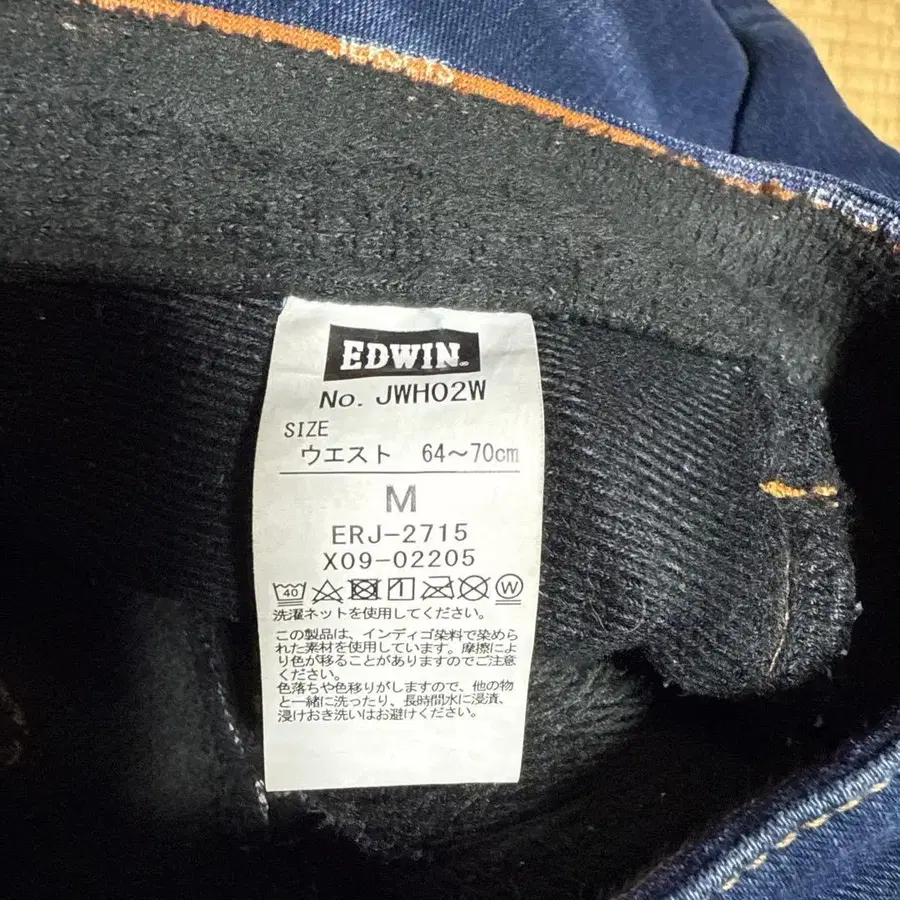 EDWIN
No. JWH02W
SIZE
ウエスト 64～70cm
M
ERJ-2715
X09-02205
40 W
洗濯ネットを使用してください。
この製品は、インディゴ染料で染めら
れた素材を使用しています。摩擦によ
り色が移ることがありますのでご注意
ください。
色落ちや色移りがしますので、他の物
と一緒に洗ったり、長時間水に浸漬、
浸けおき洗いはお避けください。